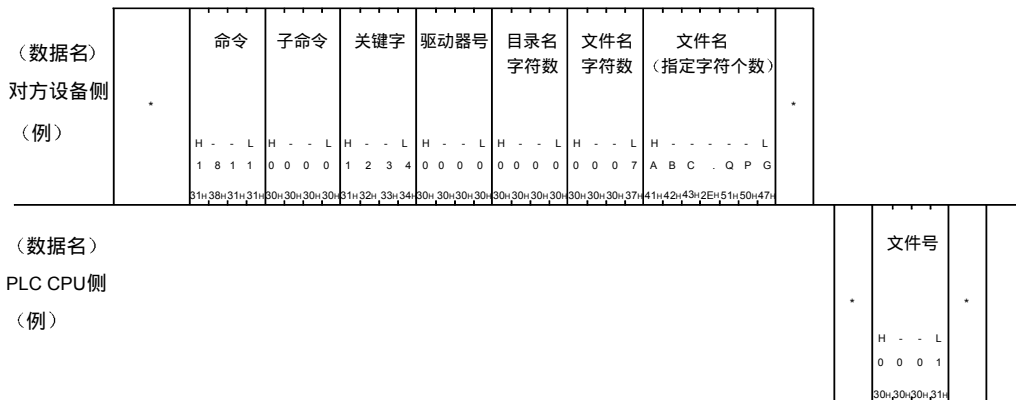 命令 子命令 关键字 驱动器号 目录名 文件名 文件名
（数据名） 字符数 字符数 （指定字符个数）
对方设备侧 * *
（例）
H - - L H - - L H - - L H - - L H - - L H - - L H - - - - - L
1 8 1 1 0 0 0 0 1 2 3 4 0 0 0 0 0 0 0 0 0 0 0 7 A B C . Q P G
31H 38H 31H 31H 30H 30H 30H 30H 31H 32H 33H 34H 30H 30H 30H 30H 30H 30H 30H 30H 30H 30H 30H 37H 41H 42H 43H 2EH 51H 50H 47H
（数据名） 文件号
PLC CPU侧 * *
（例）
H - - L
0 0 0 1
30H 30H 30H 31H